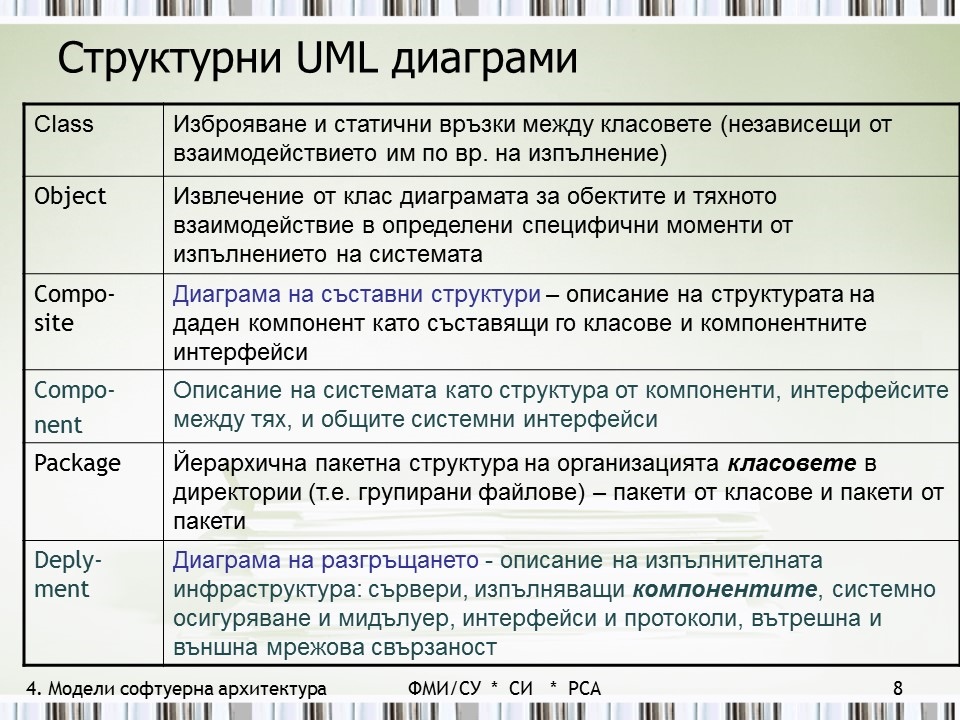 Структурни UML диаграми
Class
Изброяване и статични връзки между класовете (независещи от
взаимодействието им по вр. на изпълнение)
Object
Извлечение от клас диаграмата за обектите и тяхното
взаимодействие в определени специфични моменти от
изпълнението на системата
Compo-
site
Диаграма на съставни структури – описание на структурата на
даден компонент като съставящи го класове и компонентните
интерфейси
Compo-
nent
Описание на системата като структура от компоненти, интерфейсите
между тях, и общите системни интерфейси
Package
Йерархична пакетна структура на организацията класовете в
директории (т.е. групирани файлове) – пакети от класове и пакети от
пакети
Deply-
ment
Диаграма на разгръщането - описание на изпълнителната
инфраструктура: сървери, изпълняващи компонентите, системно
осигуряване и мидълуер, интерфейси и протоколи, вътрешна и
външна мрежова свързаност
4. Модели софтуерна архитектура ФМИ/СУ * СИ * РСА 8